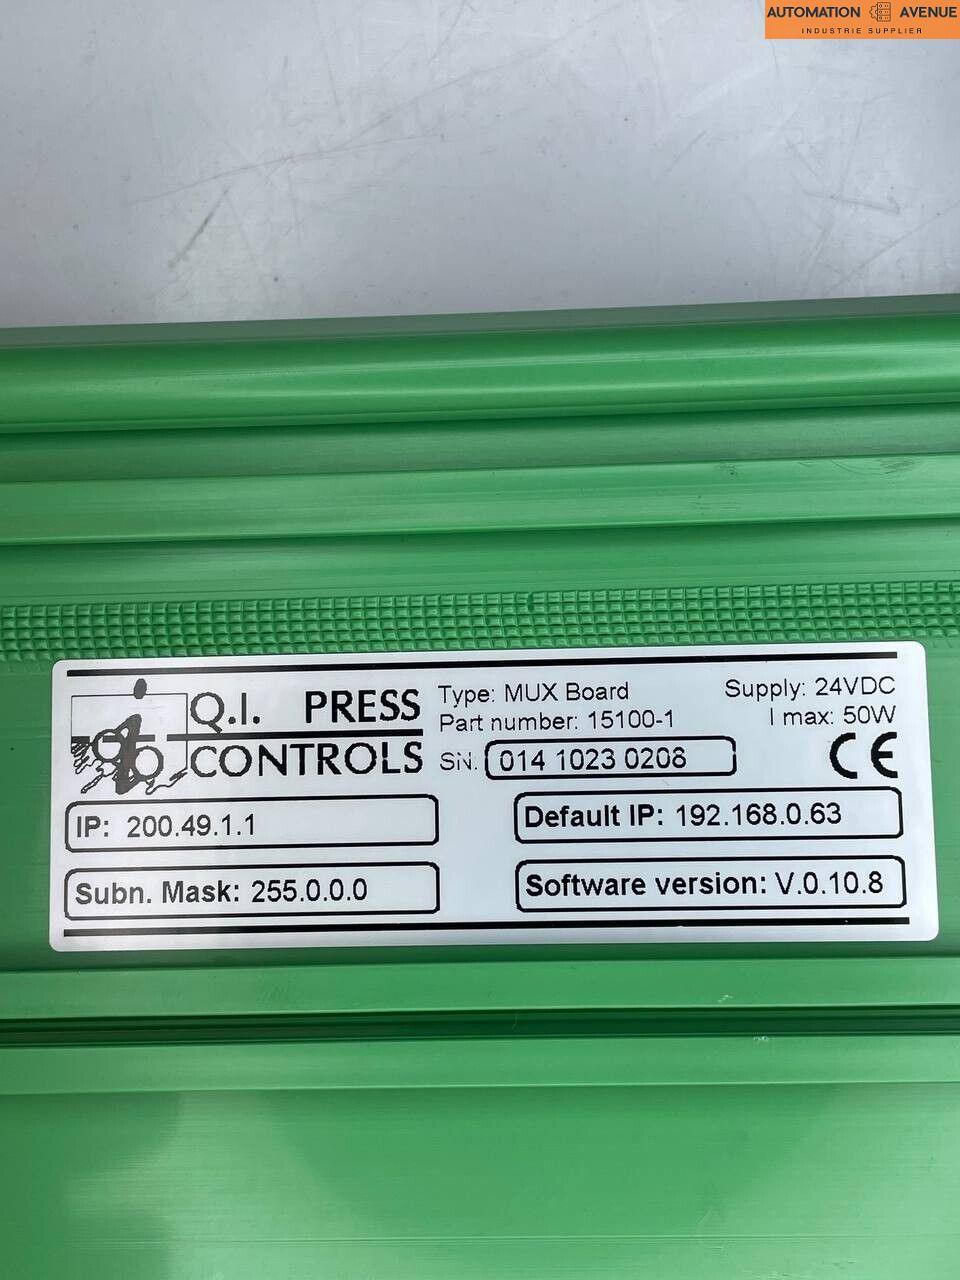 AUTOMATION AVENUE
INDUSTRIE SUPPLIER
Q.I. PRESS
CONTROLS
Type: MUX Board
Part number: 15100-1
SN. 014 1023 0208
Supply: 24VDC
I max: 50W
CE
IP: 200.49.1.1
Default IP: 192.168.0.63
Subn. Mask: 255.0.0.0
Software version: V.0.10.8